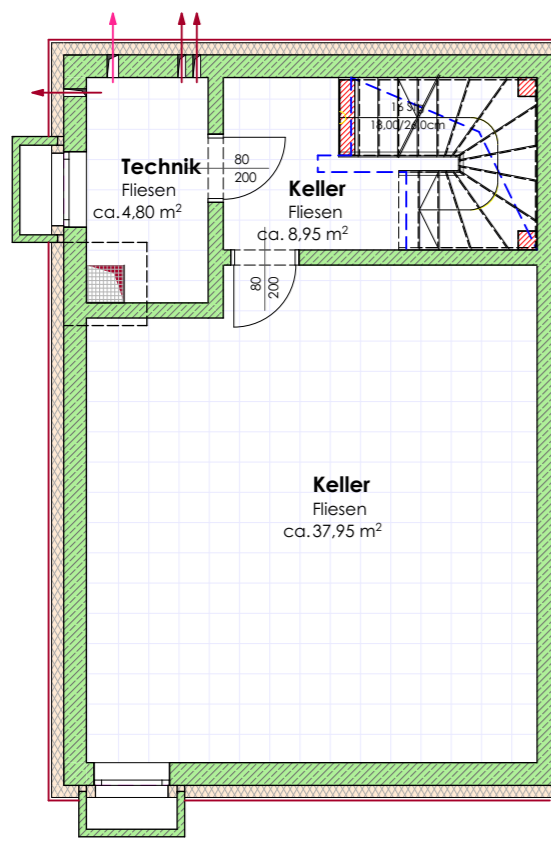 16 Stg
18,00/26,0cm
Technik
Fliesen
ca. 4,80 m²
80
200
Keller
Fliesen
ca. 8,95 m²
80
200
Keller
Fliesen
ca. 37,95 m²